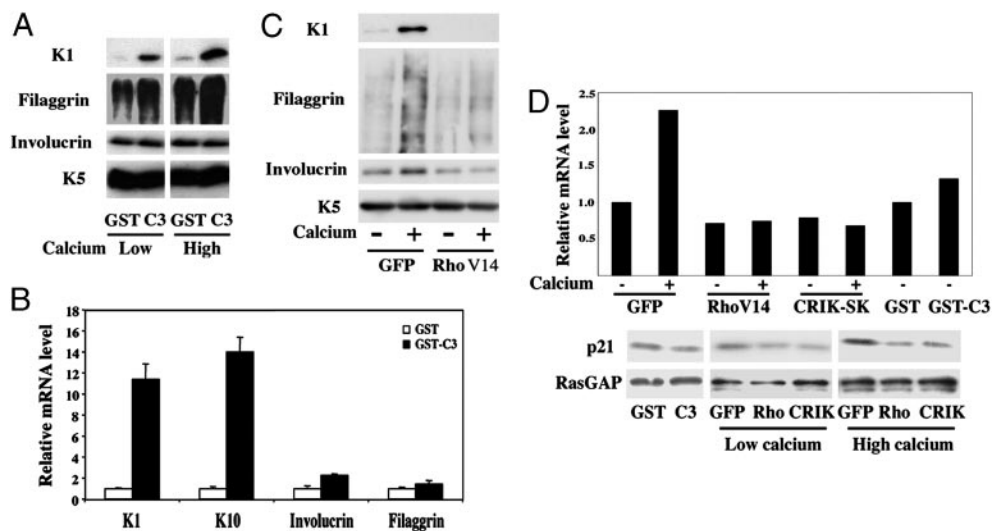 A
K1
Filaggrin
Involucrin
K5
GST C3 GST C3
Calcium Low High
B
Relative mRNA level
18
16
14
12
10
8
6
4
2
0
GST
GST-C3
K1 K10 Involucrin Filaggrin
C
K1
Filaggrin
Involucrin
K5
Calcium - + - +
GFP Rho V14
D
Relative mRNA level
2.5
2.0
1.5
1.0
0.5
Calcium - + - + - + - -
GFP RhoV14 CRIK-SK GST GST-C3
p21
RasGAP
GST C3 GFP Rho CRIK GFP Rho CRIK
Low calcium High calcium